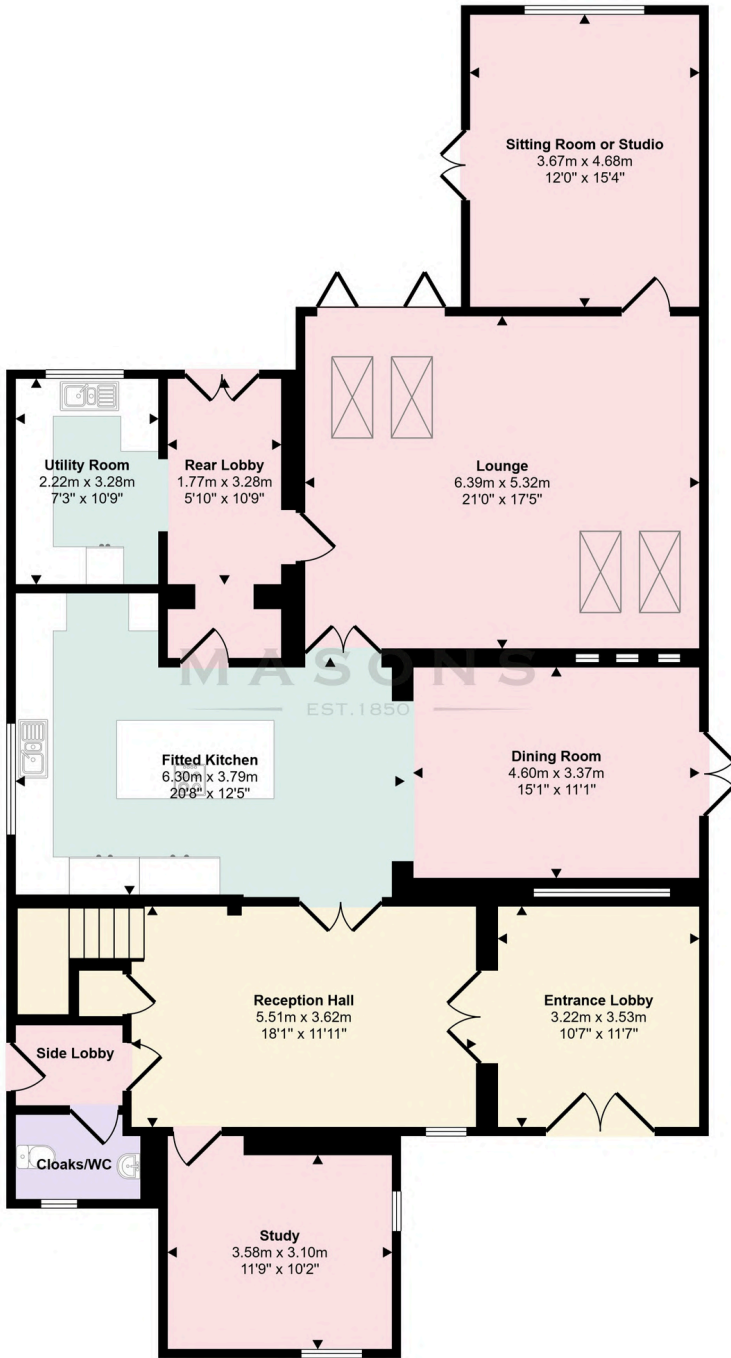 Sitting Room or Studio
3.67m x 4.68m
12'0" x 15'4"
Utility Room
2.22m x 3.28m
7'3" x 10'9"
Rear Lobby
1.77m x 3.28m
5'10" x 10'9"
Lounge
6.39m x 5.32m
21'0" x 17'5"
MASONS
EST.1850
Fitted Kitchen
6.30m x 3.79m
20'8" x 12'5"
Dining Room
4.60m x 3.37m
15'1" x 11'1"
Reception Hall
5.51m x 3.62m
18'1" x 11'11"
Entrance Lobby
3.22m x 3.53m
10'7" x 11'7"
Side Lobby
Cloaks/WC
Study
3.58m x 3.10m
11'9" x 10'2"